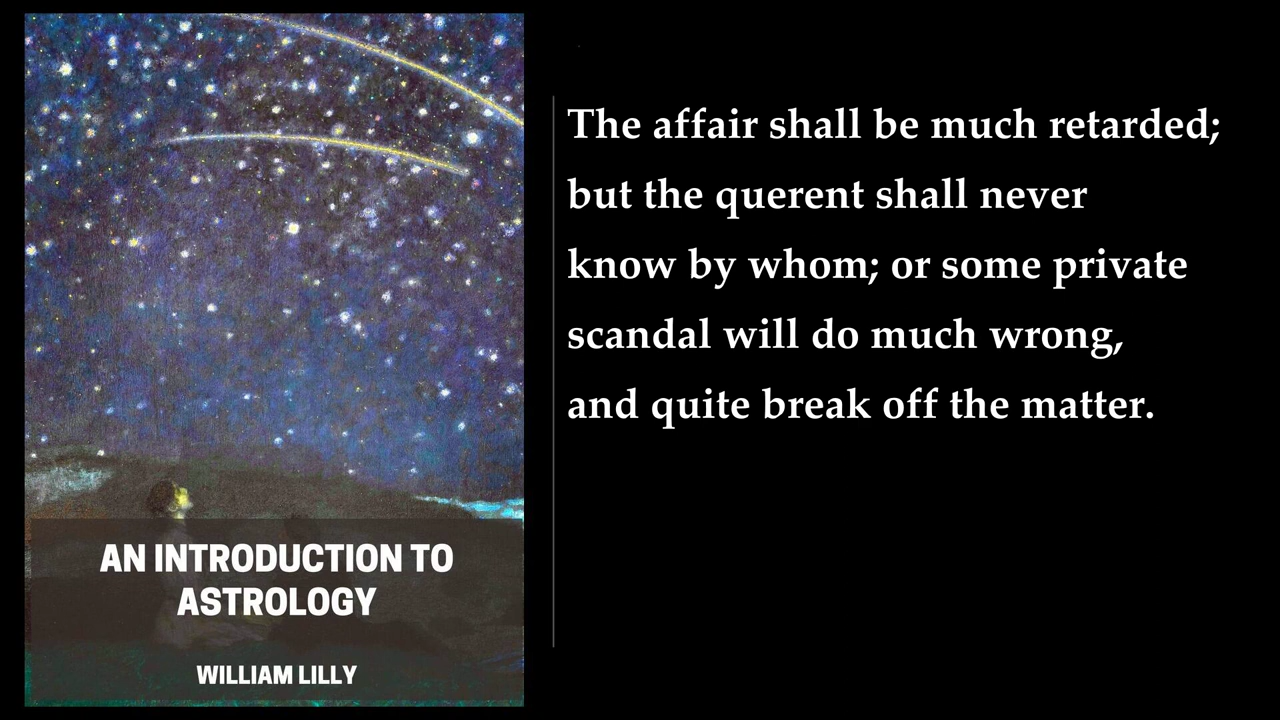 The affair shall be much retarded;
but the querent shall never
know by whom; or some private
scandal will do much wrong,
and quite break off the matter.
AN INTRODUCTION TO
ASTROLOGY
WILLIAM LILLY